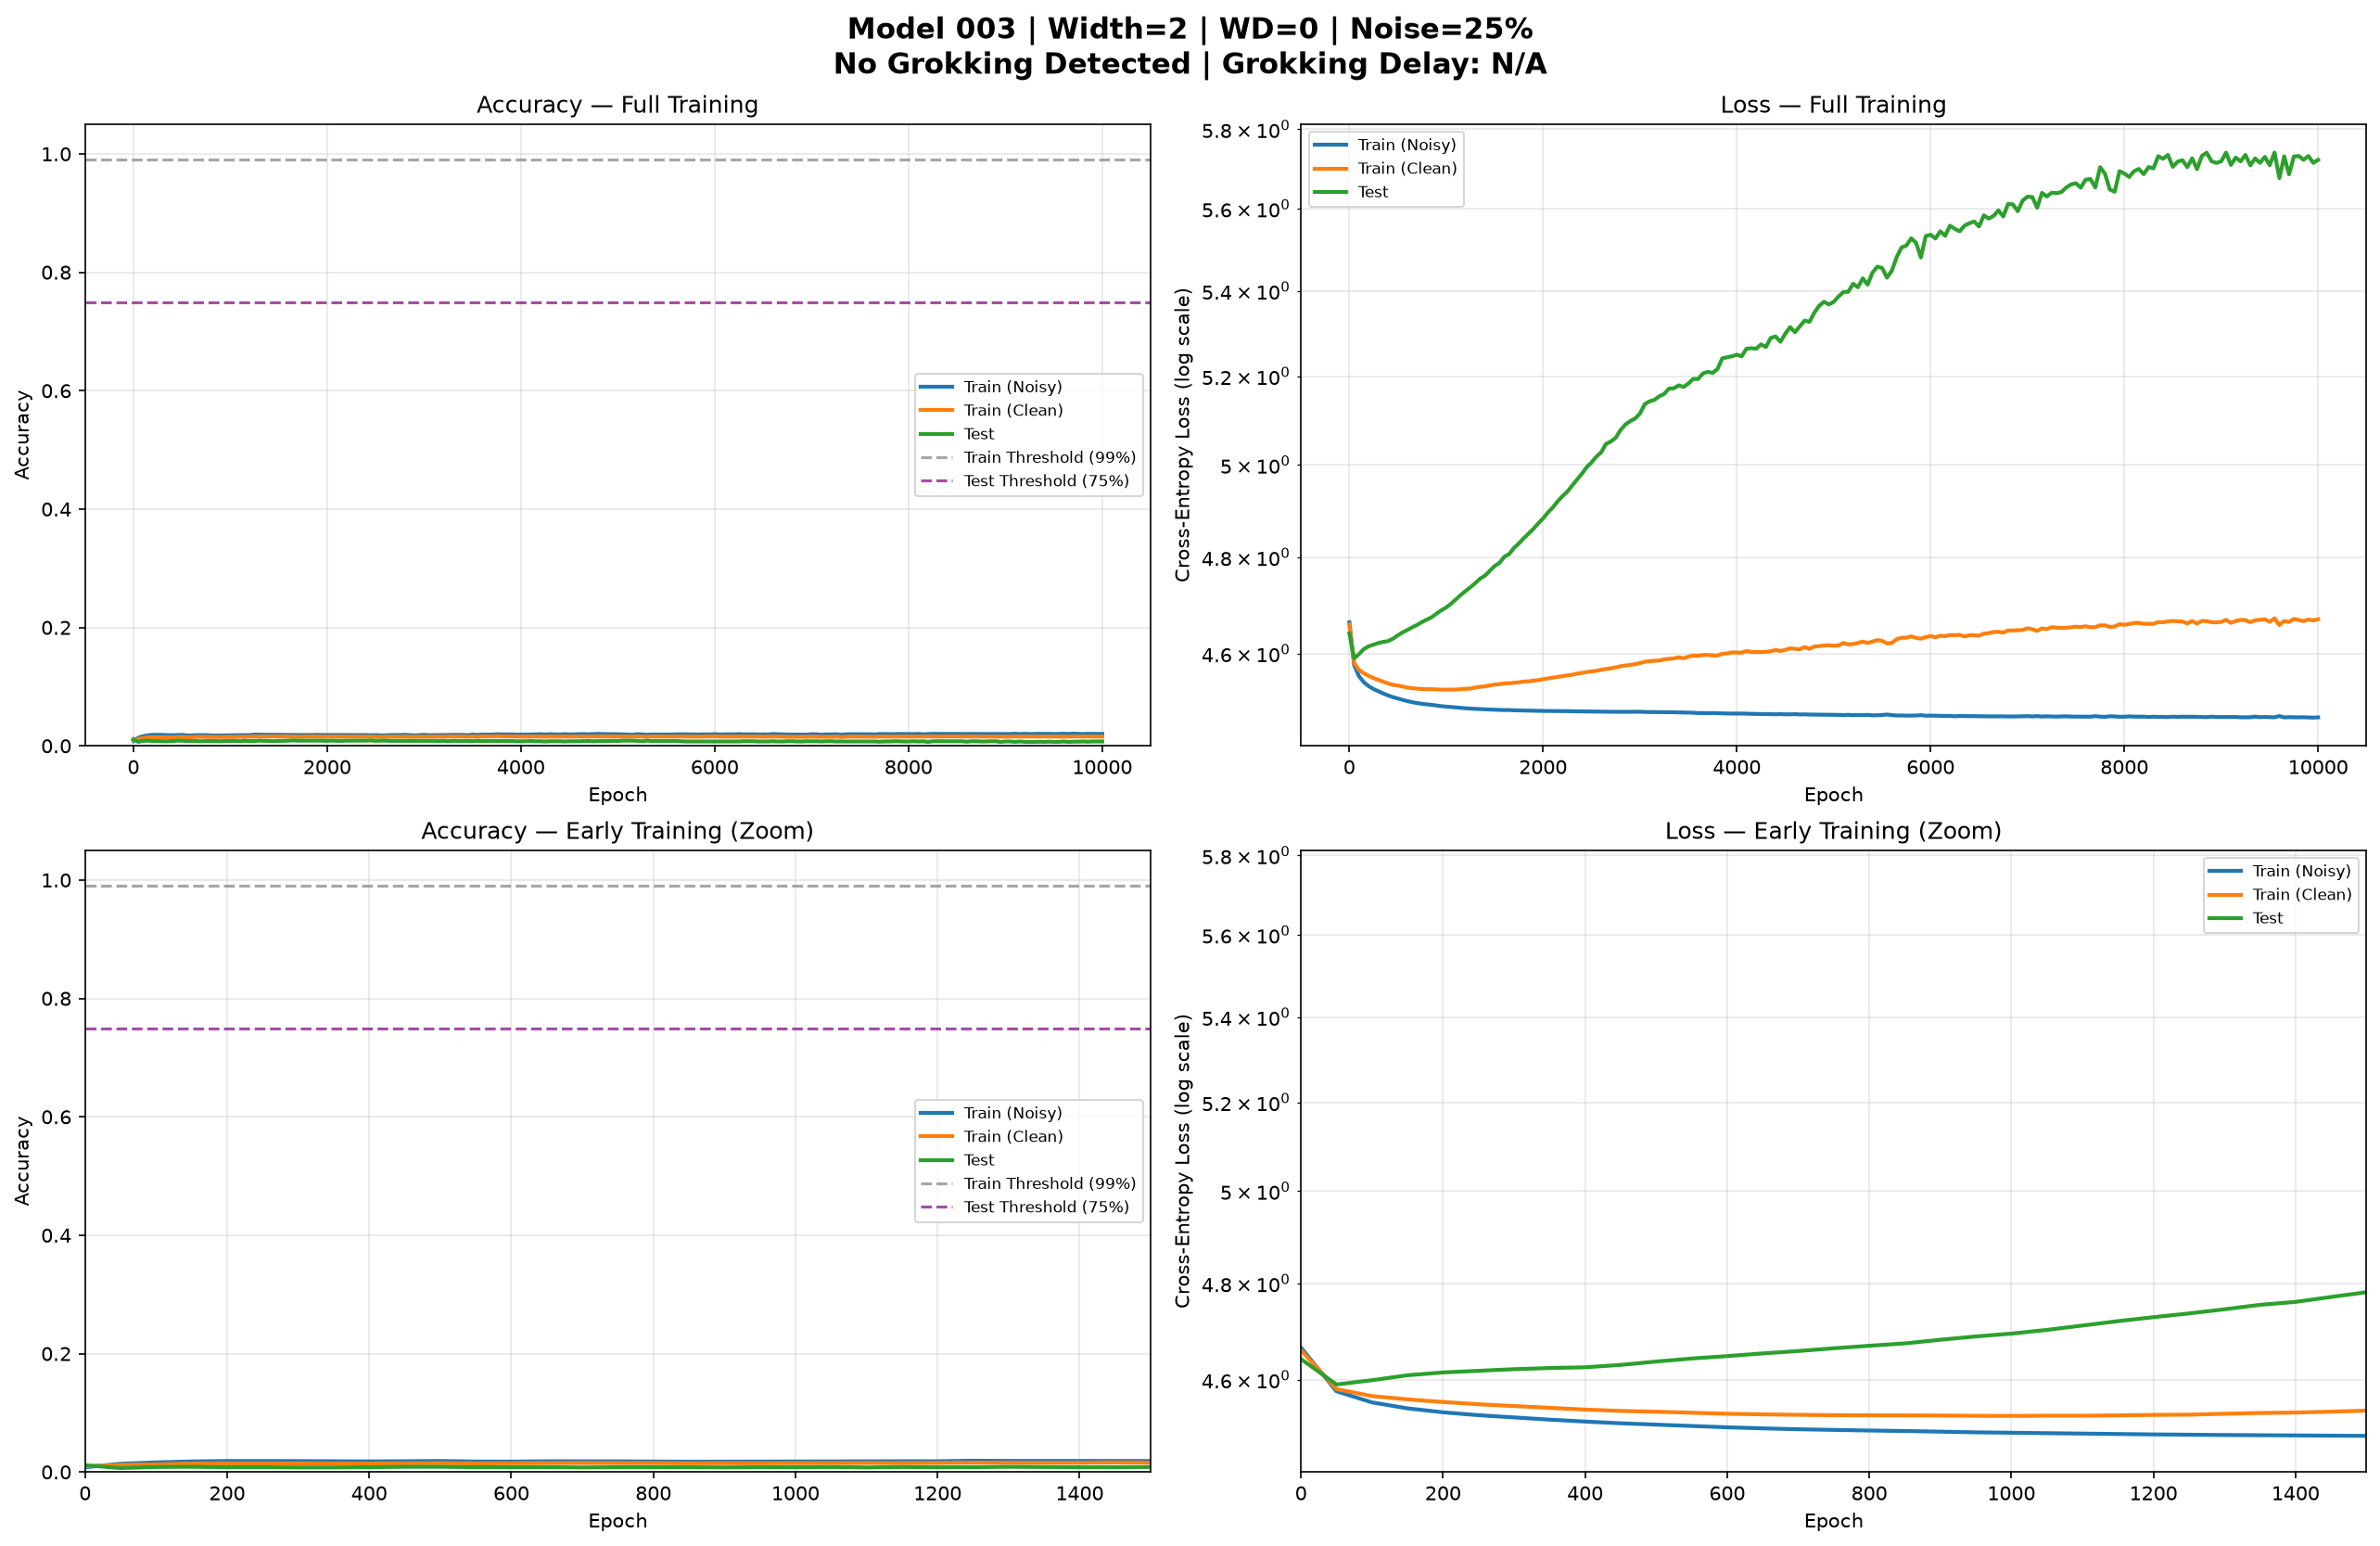 Model 003 | Width=2 | WD=0 | Noise=25%
No Grokking Detected | Grokking Delay: N/A
Accuracy — Full Training
1.0
0.8
0.6
0.4
0.2
0.0
Accuracy
Train (Noisy)
Train (Clean)
Test
Train Threshold (99%)
Test Threshold (75%)
0 2000 4000 6000 8000 10000
Epoch
Loss — Full Training
5.8 × 10⁰
5.6 × 10⁰
5.4 × 10⁰
5.2 × 10⁰
5 × 10⁰
4.8 × 10⁰
4.6 × 10⁰
Cross-Entropy Loss (log scale)
Train (Noisy)
Train (Clean)
Test
0 2000 4000 6000 8000 10000
Epoch
Accuracy — Early Training (Zoom)
1.0
0.8
0.6
0.4
0.2
0.0
Accuracy
Train (Noisy)
Train (Clean)
Test
Train Threshold (99%)
Test Threshold (75%)
0 200 400 600 800 1000 1200 1400
Epoch
Loss — Early Training (Zoom)
5.8 × 10⁰
5.6 × 10⁰
5.4 × 10⁰
5.2 × 10⁰
5 × 10⁰
4.8 × 10⁰
4.6 × 10⁰
Cross-Entropy Loss (log scale)
Train (Noisy)
Train (Clean)
Test
0 200 400 600 800 1000 1200 1400
Epoch